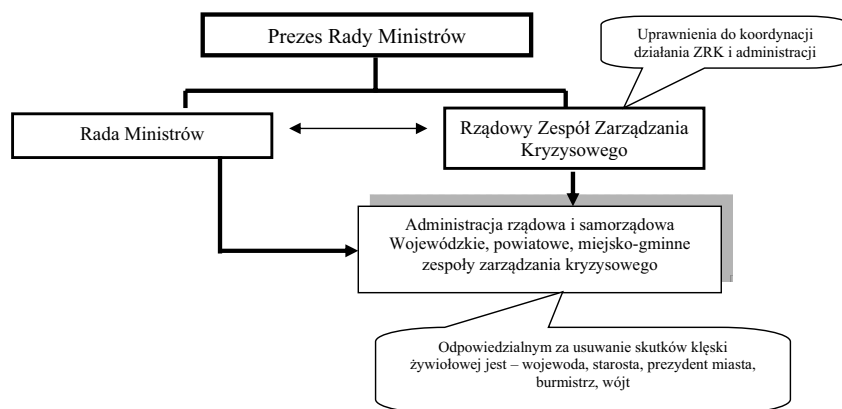 Prezes Rady Ministrów
Uprawnienia do koordynacji
działania ZRK i administracji
Rada Ministrów
Rządowy Zespół Zarządzania
Kryzysowego
Administracja rządowa i samorządowa
Wojewódzkie, powiatowe, miejsko-gminne
zespoły zarządzania kryzysowego
Odpowiedzialnym za usuwanie skutków klęski
żywiołowej jest – wojewoda, starosta, prezydent miasta,
burmistrz, wójt